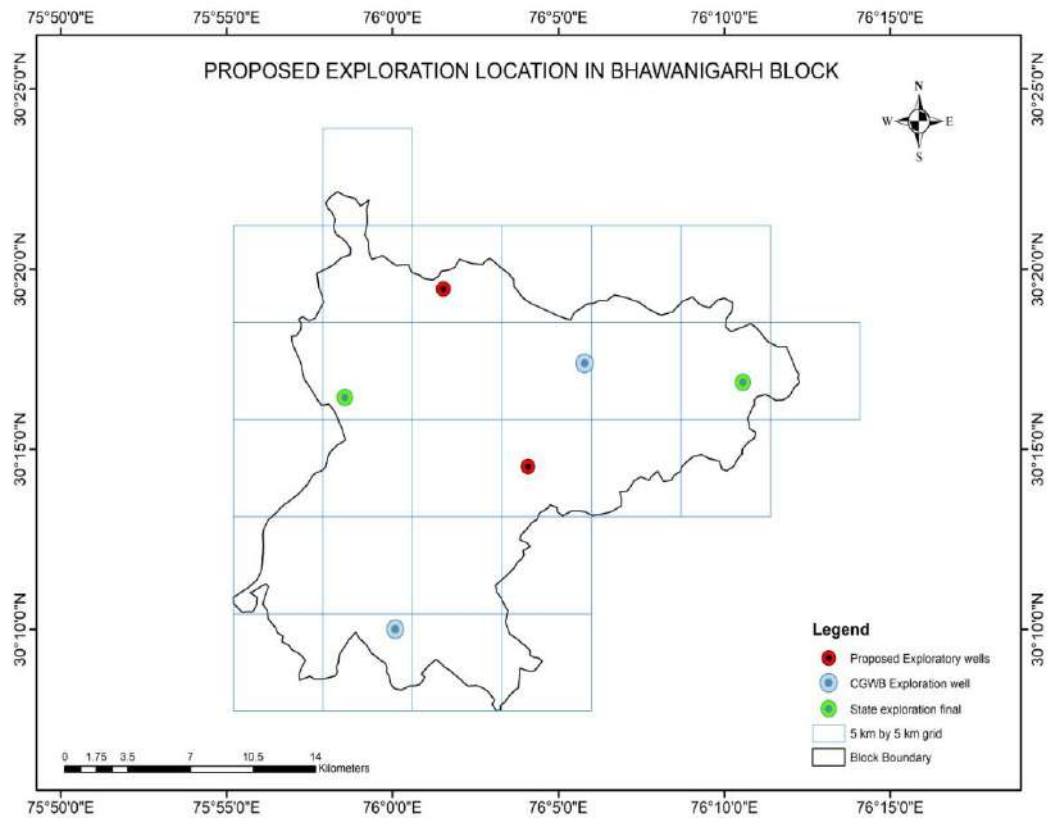 75°50'0"E 75°55'0"E 76°0'0"E 76°5'0"E 76°10'0"E 76°15'0"E
PROPOSED EXPLORATION LOCATION IN BHAWANIGARH BLOCK
30°25'0"N 30°25'0"N
N
W E
S
30°20'0"N 30°20'0"N
30°15'0"N 30°15'0"N
30°10'0"N 30°10'0"N
Legend
Proposed Exploratory wells
CGWB Exploration well
State exploration final
5 km by 5 km grid
Block Boundary
0 1.75 3.5 7 10.5 14
Kilometers
75°50'0"E 75°55'0"E 76°0'0"E 76°5'0"E 76°10'0"E 76°15'0"E